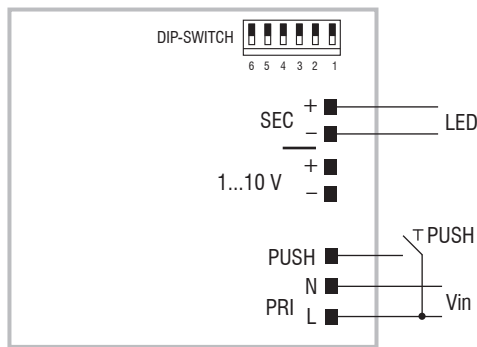 DIP-SWITCH
6 5 4 3 2 1
SEC + −
LED
1...10 V + −
PUSH
PUSH
PRI N L
Vin